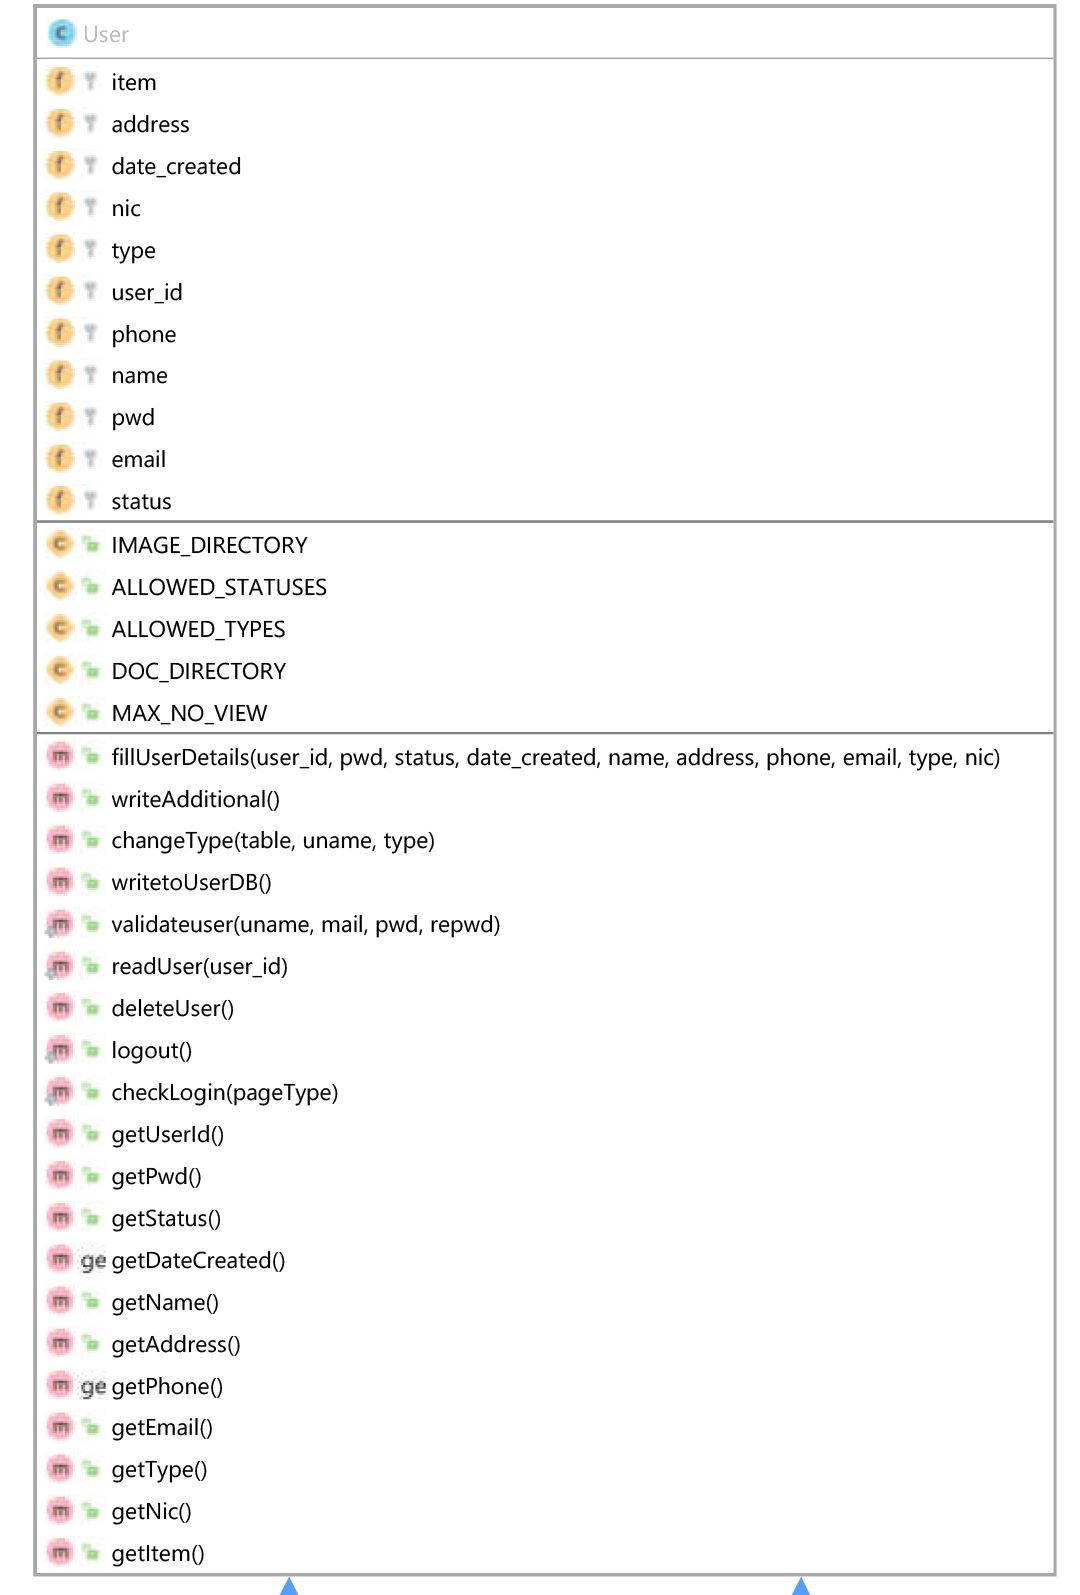 C User
f item
f address
f date_created
f nic
f type
f user_id
f phone
f name
f pwd
f email
f status
C IMAGE_DIRECTORY
C ALLOWED_STATUSES
C ALLOWED_TYPES
C DOC_DIRECTORY
C MAX_NO_VIEW
m fillUserDetails(user_id, pwd, status, date_created, name, address, phone, email, type, nic)
m writeAdditional()
m changeType(table, uname, type)
m writetoUserDB()
m validateuser(uname, mail, pwd, repwd)
m readUser(user_id)
m deleteUser()
m logout()
m checkLogin(pageType)
m getUserId()
m getPwd()
m getStatus()
m ge getDateCreated()
m getName()
m getAddress()
m ge getPhone()
m getEmail()
m getType()
m getNic()
m getItem()